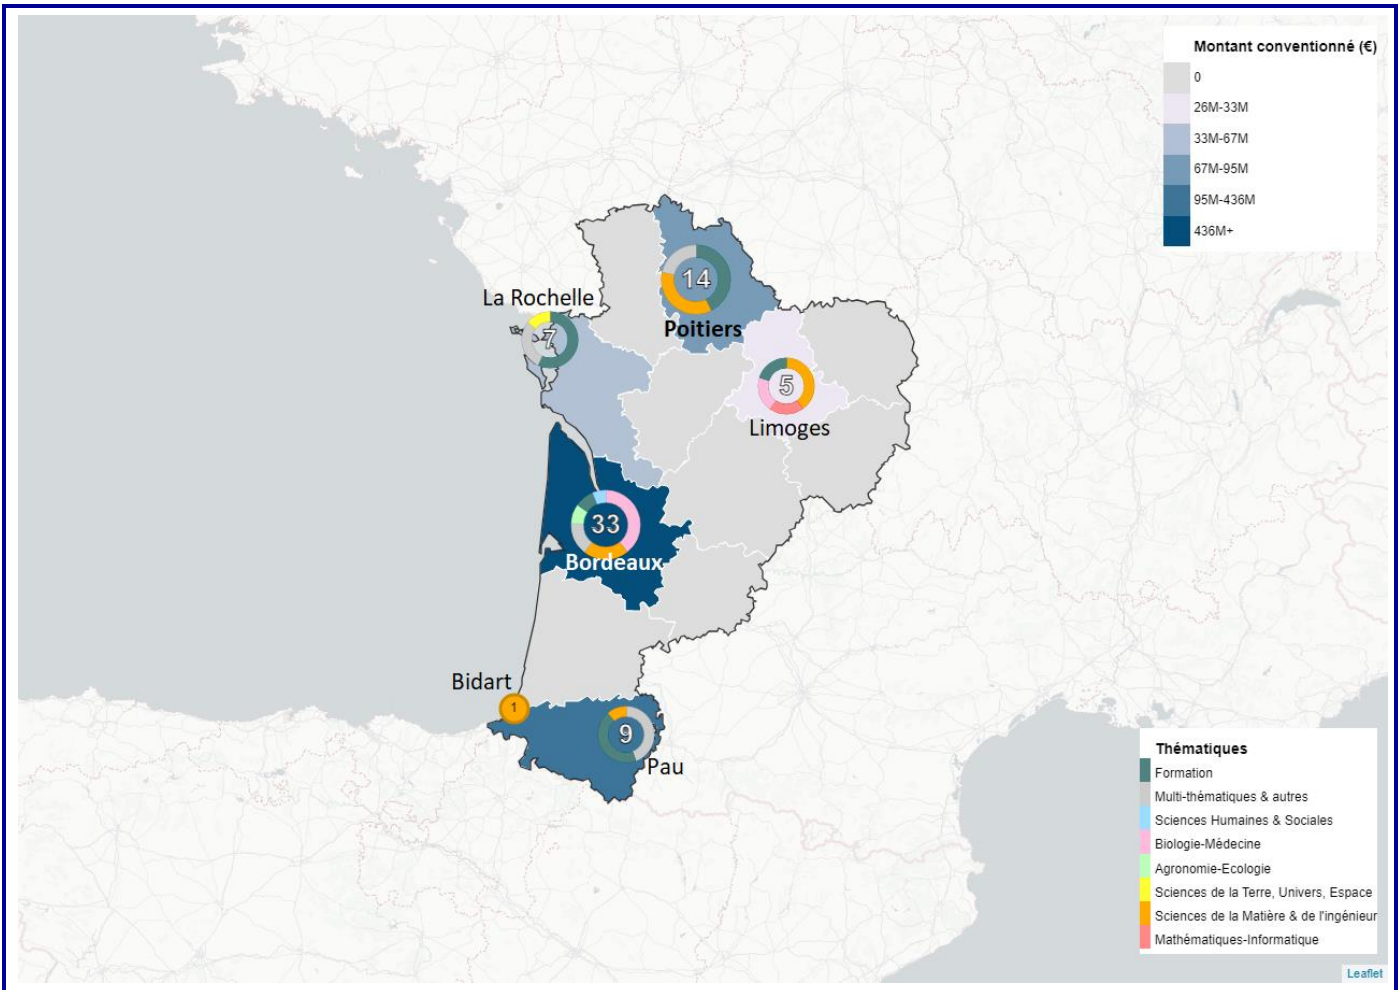 Montant conventionné (€)
0
26M-33M
33M-67M
67M-95M
95M-436M
436M+
14
La Rochelle
7
Poitiers
5
Limoges
33
Bordeaux
Bidart
1
9
Pau
Thématiques
Formation
Multi-thématiques & autres
Sciences Humaines & Sociales
Biologie-Médecine
Agronomie-Ecologie
Sciences de la Terre, Univers, Espace
Sciences de la Matière & de l'ingénieur
Mathématiques-Informatique
Leaflet